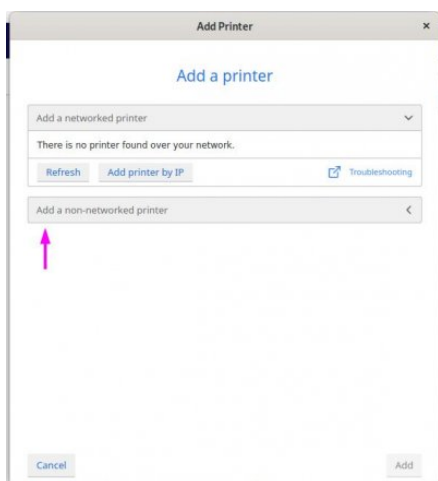 Add Printer
Add a printer
Add a networked printer
There is no printer found over your network.
Refresh Add printer by IP Troubleshooting
Add a non-networked printer
Cancel Add